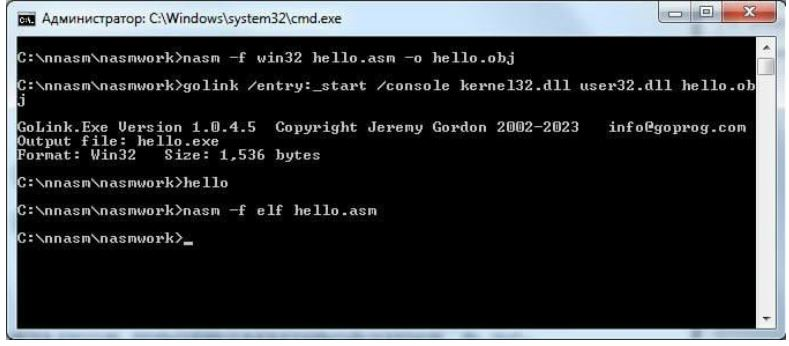 Администратор: C:\Windows\system32\cmd.exe
C:\nnasm\nasmwork>nasm -f win32 hello.asm -o hello.obj
C:\nnasm\nasmwork>golink /entry:_start /console kernel32.dll user32.dll hello.ob
j
GoLink.Exe Version 1.0.4.5 Copyright Jeremy Gordon 2002-2023 info@goprog.com
Output file: hello.exe
Format: Win32 Size: 1,536 bytes
C:\nnasm\nasmwork>hello
C:\nnasm\nasmwork>nasm -f elf hello.asm
C:\nnasm\nasmwork>_